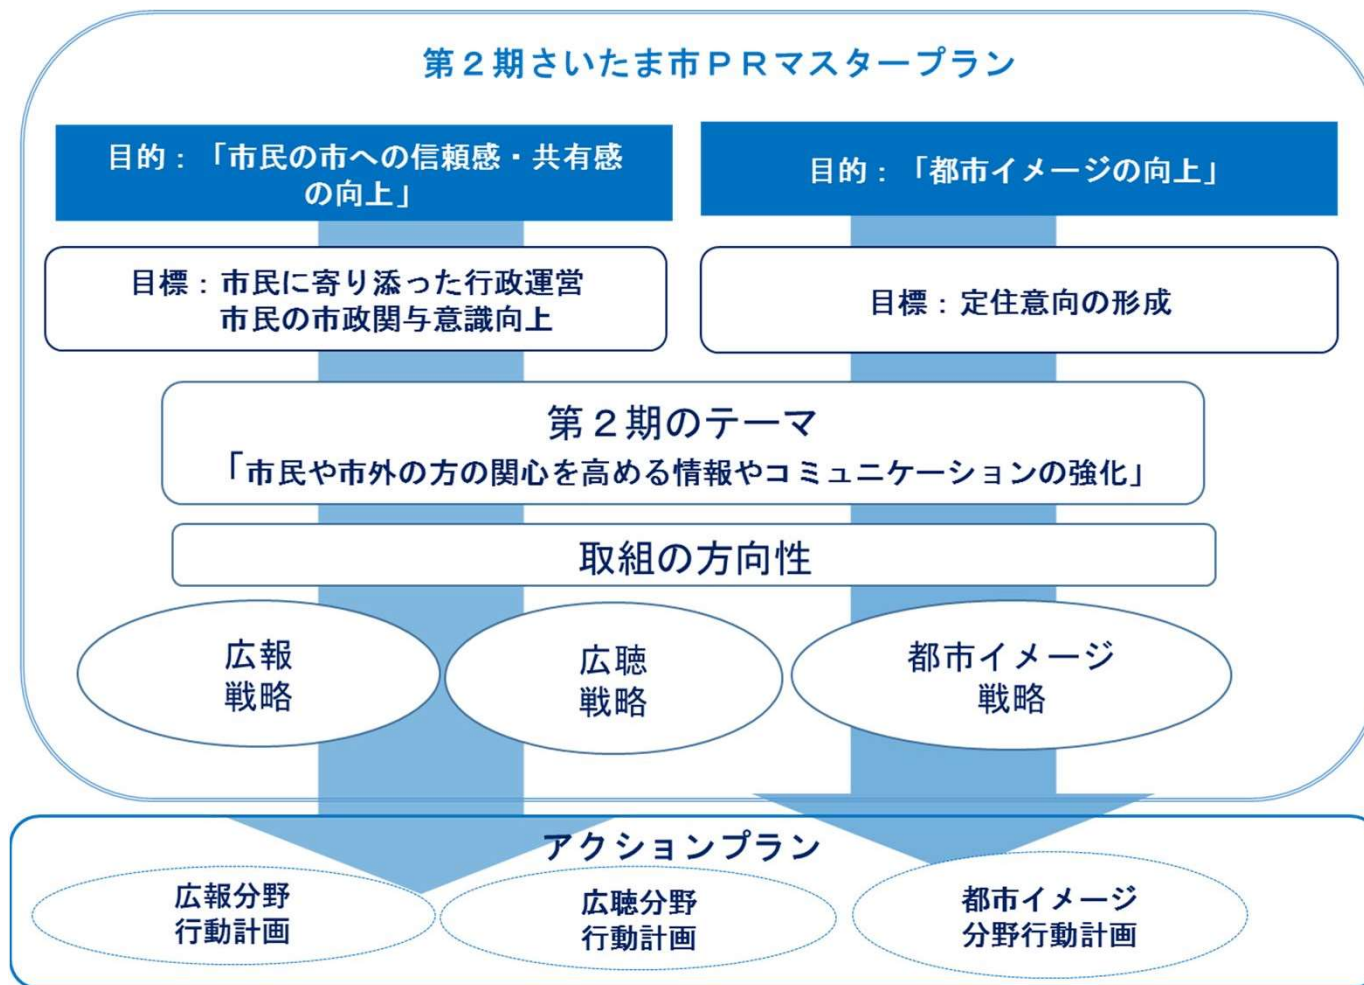 第２期さいたま市ＰＲマスタープラン
目的：「市民の市への信頼感・共有感
の向上」
目的：「都市イメージの向上」
目標：市民に寄り添った行政運営
市民の市政関与意識向上
目標：定住意向の形成
第２期のテーマ
「市民や市外の方の関心を高める情報やコミュニケーションの強化」
取組の方向性
広報
戦略
広聴
戦略
都市イメージ
戦略
アクションプラン
広報分野
行動計画
広聴分野
行動計画
都市イメージ
分野行動計画